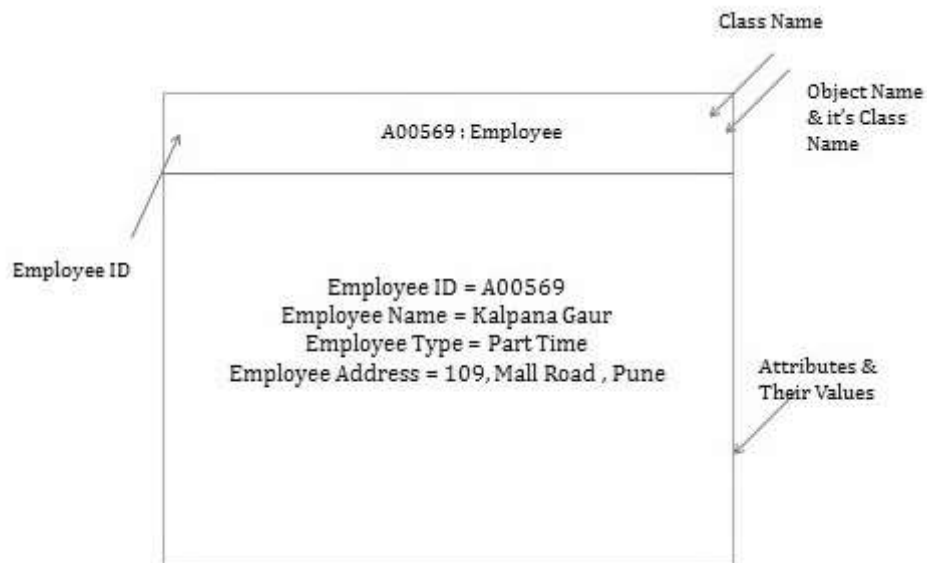 Class Name
Object Name
& it's Class
Name
A00569 : Employee
Employee ID
Employee ID = A00569
Employee Name = Kalpana Gaur
Employee Type = Part Time
Employee Address = 109, Mall Road , Pune
Attributes &
Their Values